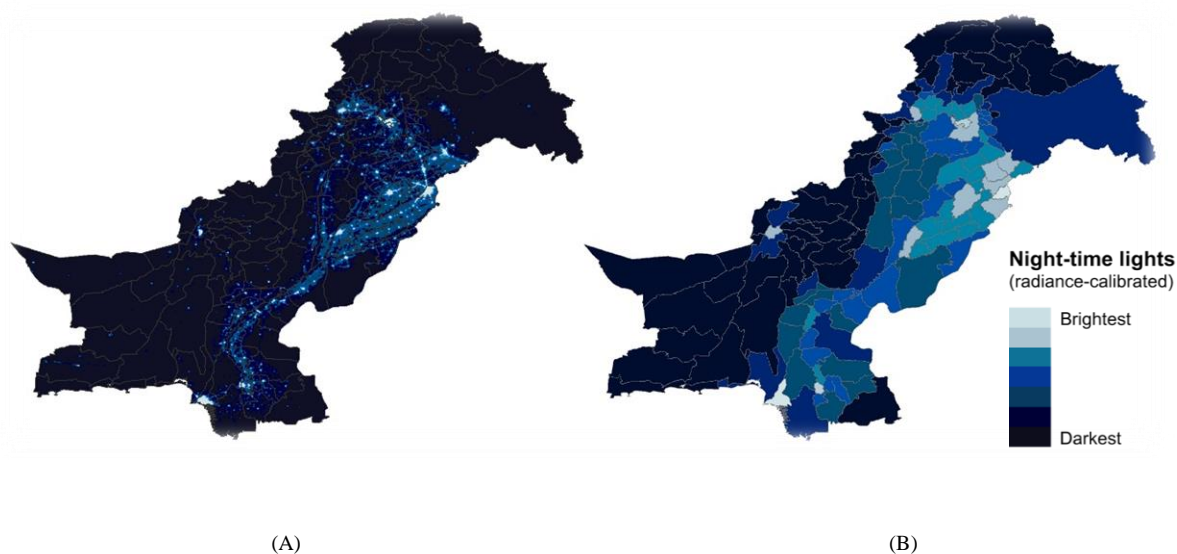 Night-time lights
(radiance-calibrated)
Brightest
Darkest
(A)
(B)